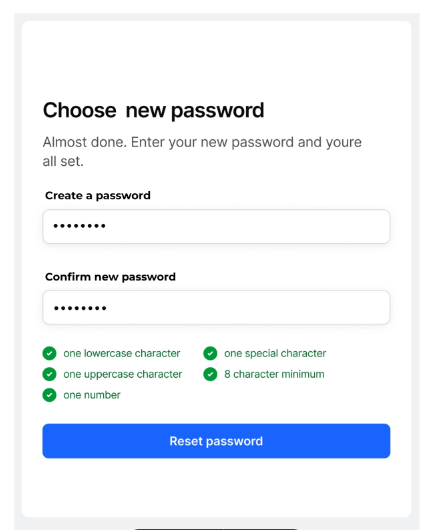 Choose new password
Almost done. Enter your new password and youre
all set.
Create a password
••••••••
Confirm new password
••••••••
one lowercase character
one special character
one uppercase character
8 character minimum
one number
Reset password